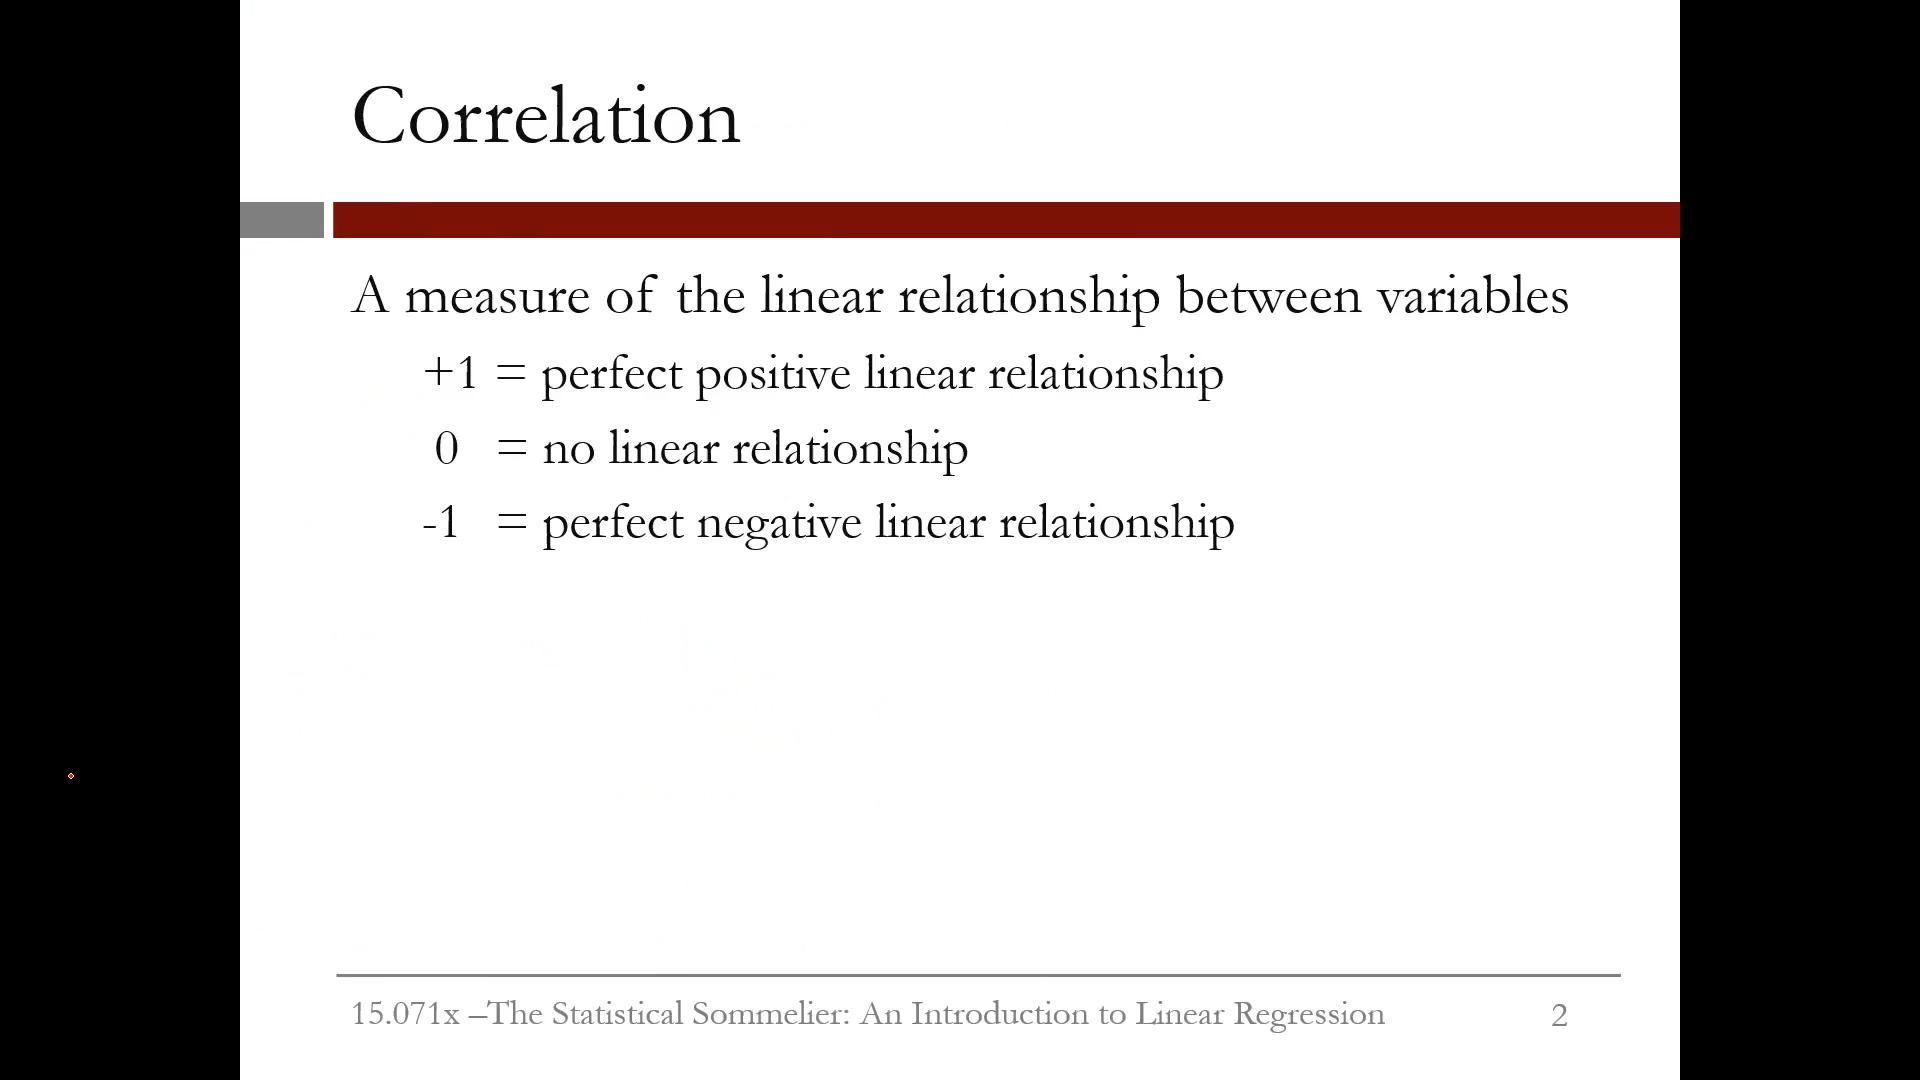 Correlation
A measure of the linear relationship between variables
+1 = perfect positive linear relationship
0 = no linear relationship
-1 = perfect negative linear relationship
15.071x –The Statistical Sommelier: An Introduction to Linear Regression 2